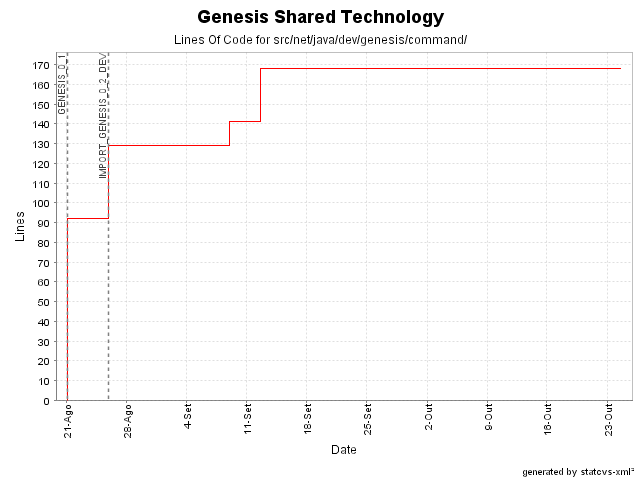 Genesis Shared Technology
Lines Of Code for src/net/java/dev/genesis/command/
GENESIS_0_1
IMPORT_GENESIS_0_2_DEV
170
160
150
140
130
120
110
100
90
80
70
60
50
40
30
20
10
0
Lines
21-Ago
28-Ago
4-Set
11-Set
18-Set
25-Set
2-Out
9-Out
16-Out
23-Out
Date
generated by statcvs-xml²